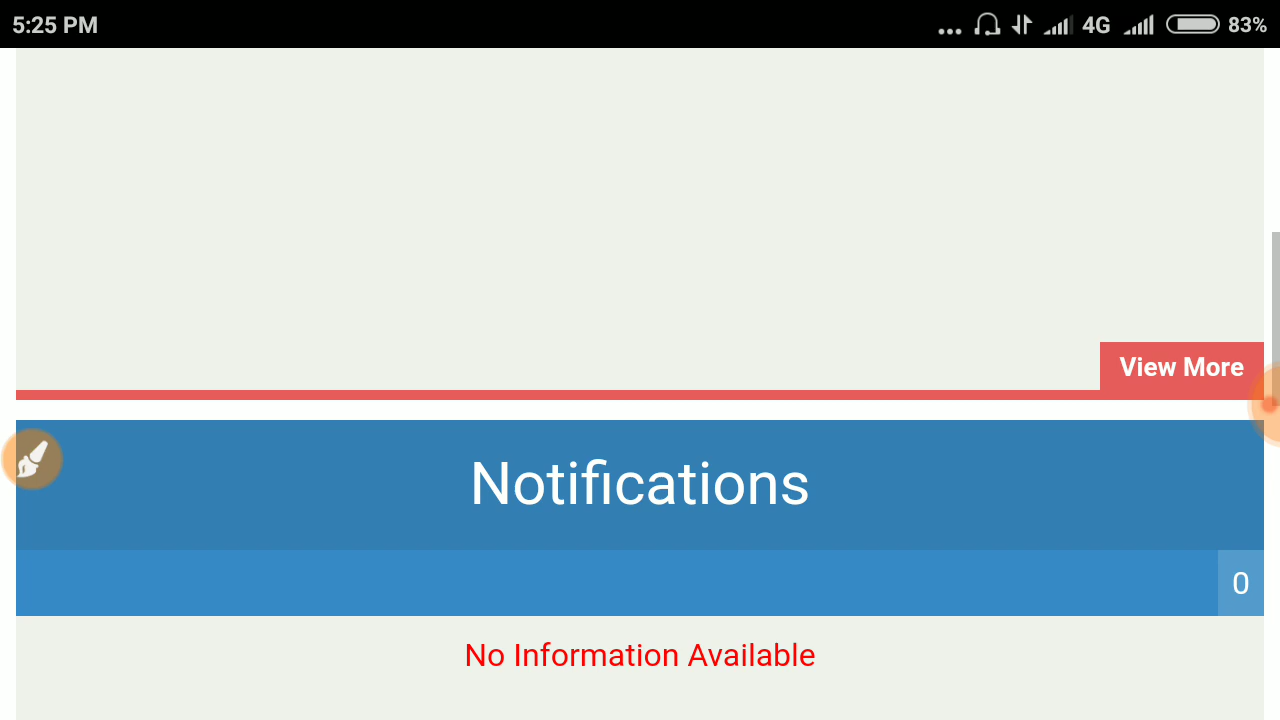 5:25 PM
... 4G 83%
View More
Notifications
0
No Information Available